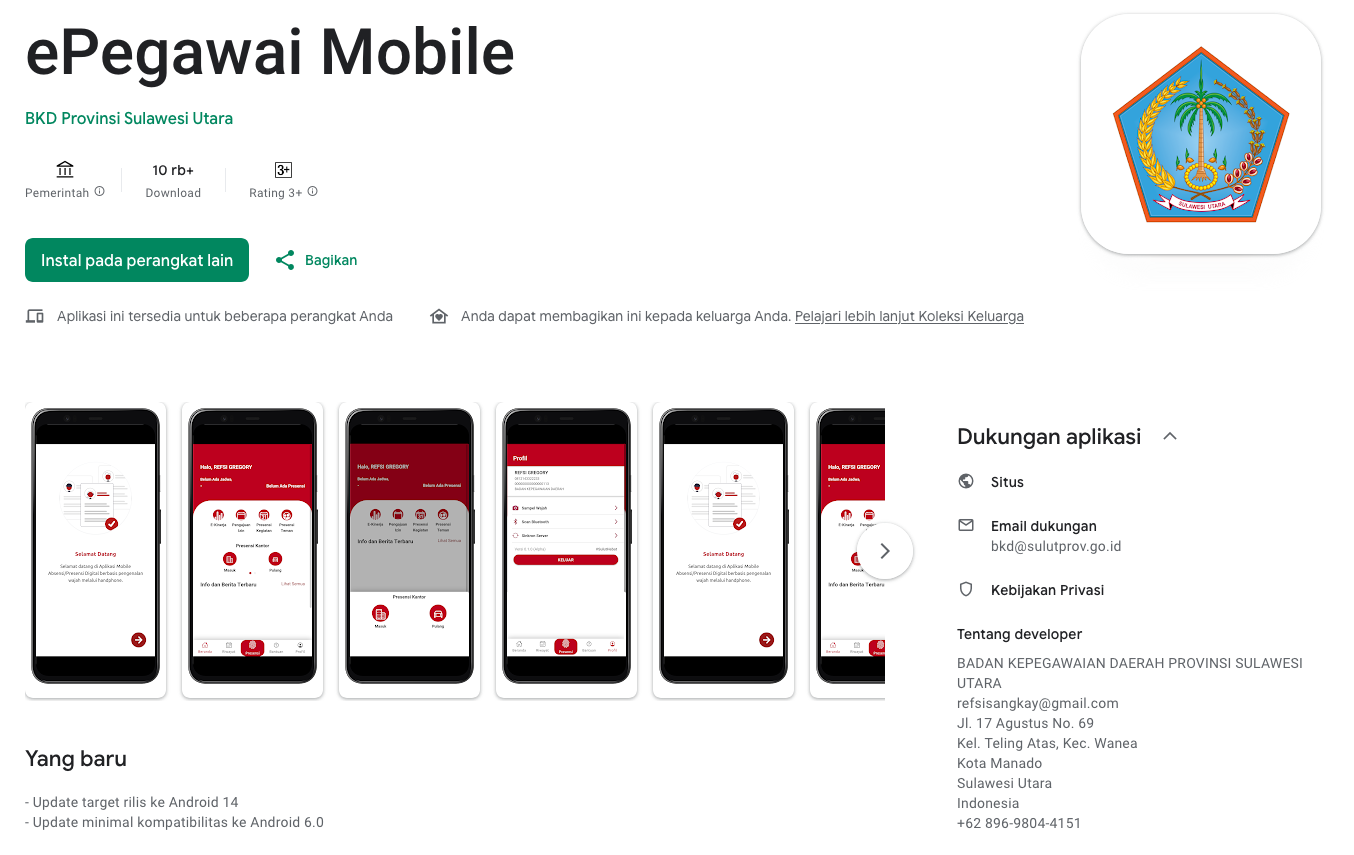 ePegawai Mobile
BKD Provinsi Sulawesi Utara
10 rb+
3+
Pemerintah
Download
Rating 3+
SULAWESI UTARA
Instal pada perangkat lain
Bagikan
Aplikasi ini tersedia untuk beberapa perangkat Anda
Anda dapat membagikan ini kepada keluarga Anda. Pelajari lebih lanjut Koleksi Keluarga
Selamat Datang
Selamat datang di Aplikasi Mobile
Absensi/Presensi Digital berbasis pengenalan
wajah melalui handphone.
Halo, REFSI GREGORY
Belum Ada Jadwa.
-
Belum Ada Presensi
E-Kinerja
Pengajuan
Izin
Presensi
Kegiatan
Presensi
Teman
Presensi Kantor
Masuk
Pulang
Info dan Berita Terbaru
Lihat Semua
Beranda
Presensi
Profil
Halo, REFSI GREGORY
Belum Ada Jadwa.
-
Belum Ada Presensi
E-Kinerja
Pengajuan
Izin
Presensi
Kegiatan
Presensi
Teman
Info dan Berita Terbaru
Lihat Semua
Presensi Kantor
Masuk
Pulang
Profil
REFSI GREGORY
BADAN KEPEGAWAIAN DAERAH
Sampel Wajah
Scan Bluetooth
Sinkron Server
KELUAR
Beranda
Presensi
Profil
Selamat Datang
Selamat datang di Aplikasi Mobile
Absensi/Presensi Digital berbasis pengenalan
wajah melalui handphone.
Halo, REFSI GREGORY
Belum Ada Jadwa.
-
E-Kinerja
Pengajuan
Izin
Info dan Berita Terbaru
Beranda
Dukungan aplikasi
Situs
Email dukungan
bkd@sulutprov.go.id
Kebijakan Privasi
Tentang developer
BADAN KEPEGAWAIAN DAERAH PROVINSI SULAWESI
UTARA
refsisangkay@gmail.com
Jl. 17 Agustus No. 69
Kel. Teling Atas, Kec. Wanea
Kota Manado
Sulawesi Utara
Indonesia
+62 896-9804-4151
Yang baru
- Update target rilis ke Android 14
- Update minimal kompatibilitas ke Android 6.0